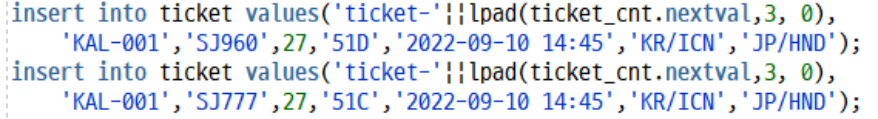 insert into ticket values('ticket-'||lpad(ticket_cnt.nextval,3, 0),
'KAL-001','SJ960',27,'51D','2022-09-10 14:45','KR/ICN','JP/HND');
insert into ticket values('ticket-'||lpad(ticket_cnt.nextval,3, 0),
'KAL-001','SJ777',27,'51C','2022-09-10 14:45','KR/ICN','JP/HND');